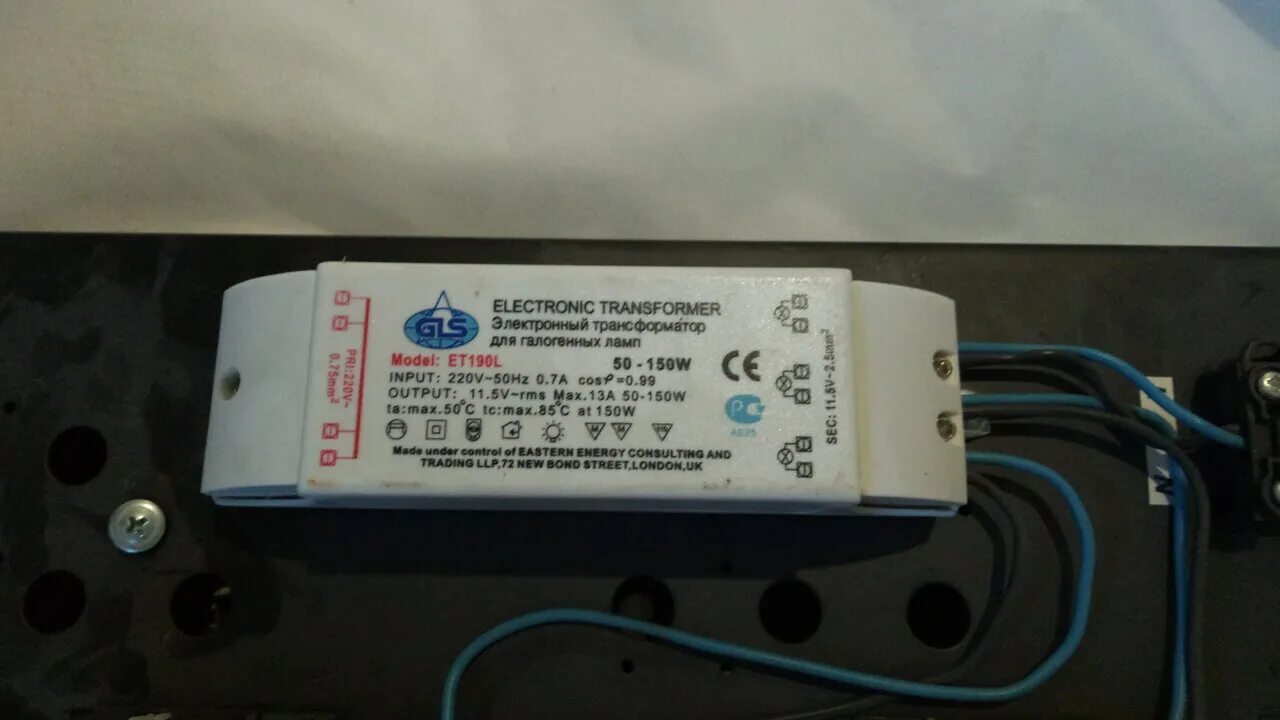 GLS
ELECTRONIC TRANSFORMER
Электронный трансформатор
для галогенных ламп
Model: ET190L 50 - 150W
INPUT: 220V~50Hz 0.7A cosφ=0.99
OUTPUT: 11.5V~rms Max.13A 50-150W
ta:max.50°C tc:max.85°C at 150W
Made under control of EASTERN ENERGY CONSULTING AND
TRADING LLP,72 NEW BOND STREET,LONDON,UK
PRI:220V~
0.75mm²
CE
AE25
SEC: 11.5V~2.5mm²
N